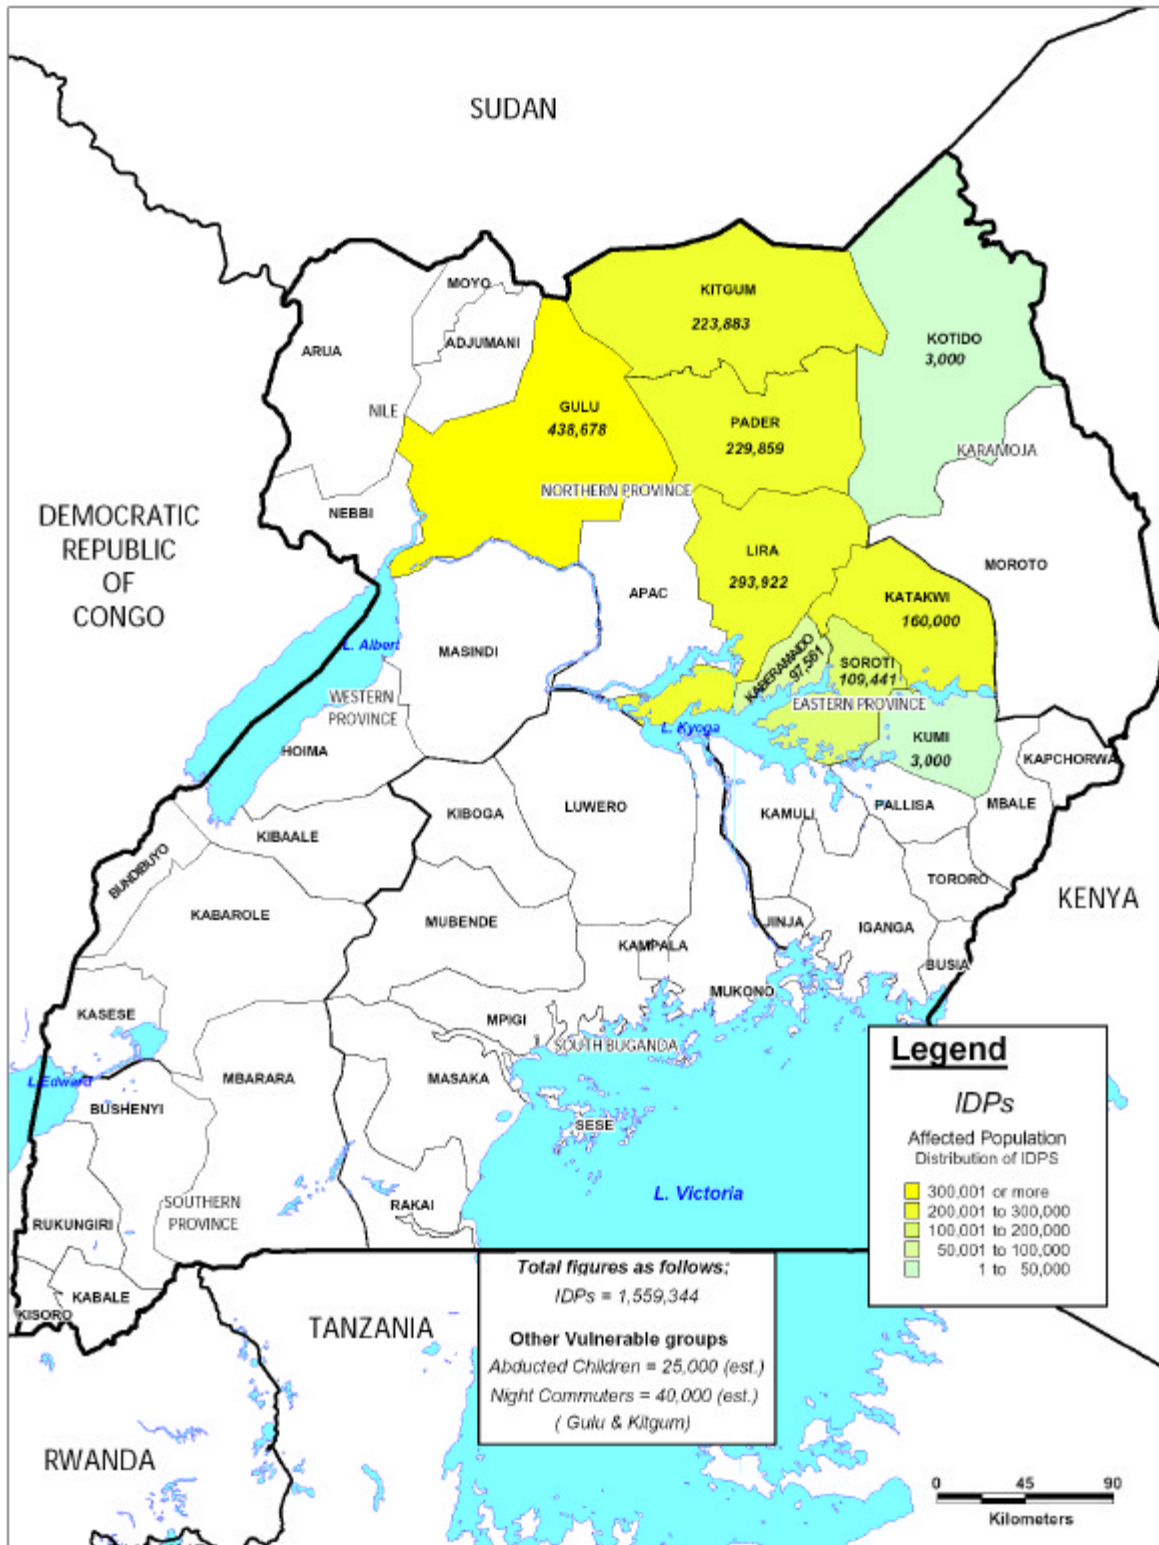 SUDAN
MOYO
ADJUMANI
ARUA
NILE
KITGUM
223,883
KOTIDO
3,000
GULU
438,678
PADER
229,859
KARAMOJA
NORTHERN PROVINCE
NEBBI
DEMOCRATIC
REPUBLIC
OF
CONGO
LIRA
293,922
MOROTO
APAC
KATAKWI
160,000
L. Albert
MASINDI
KABERAMAIDO
97,561
SOROTI
109,441
WESTERN
PROVINCE
EASTERN PROVINCE
L. Kyoga
KUMI
3,000
HOIMA
KAPCHORWA
KIBOGA
LUWERO
KAMULI
PALLISA
MBALE
KIBAALE
BUNDIBUYO
TORORO
KENYA
KABAROLE
MUBENDE
JINJA
IGANGA
KAMPALA
BUSIA
MUKONO
KASESE
MPIGI
SOUTH BUGANDA
L.Edward
MBARARA
MASAKA
BUSHENYI
SESE
L. Victoria
SOUTHERN
PROVINCE
RAKAI
RUKUNGIRI
KABALE
KISORO
TANZANIA
RWANDA
Legend
IDPs
Affected Population
Distribution of IDPS
300,001 or more
200,001 to 300,000
100,001 to 200,000
50,001 to 100,000
1 to 50,000
Total figures as follows;
IDPs = 1,559,344
Other Vulnerable groups
Abducted Children = 25,000 (est.)
Night Commuters = 40,000 (est.)
( Gulu & Kitgum)
0 45 90
Kilometers